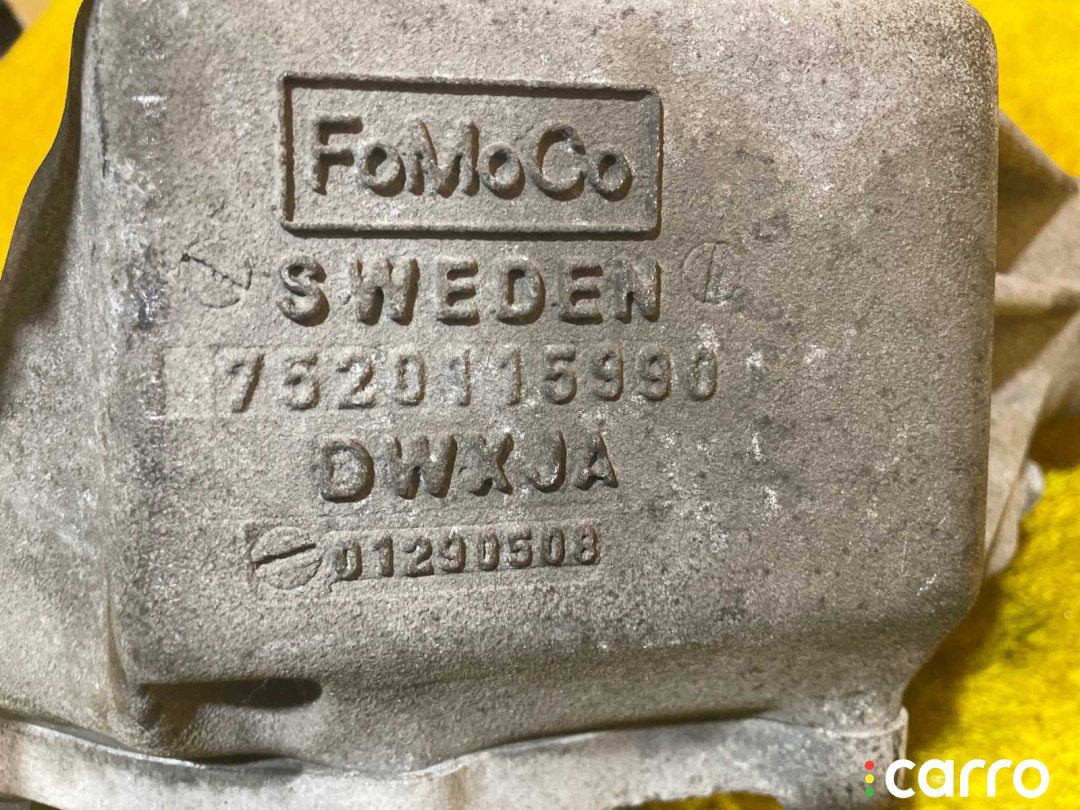 FoMoCo
SWEDEN
7520115990
DWXJA
01290508
carro